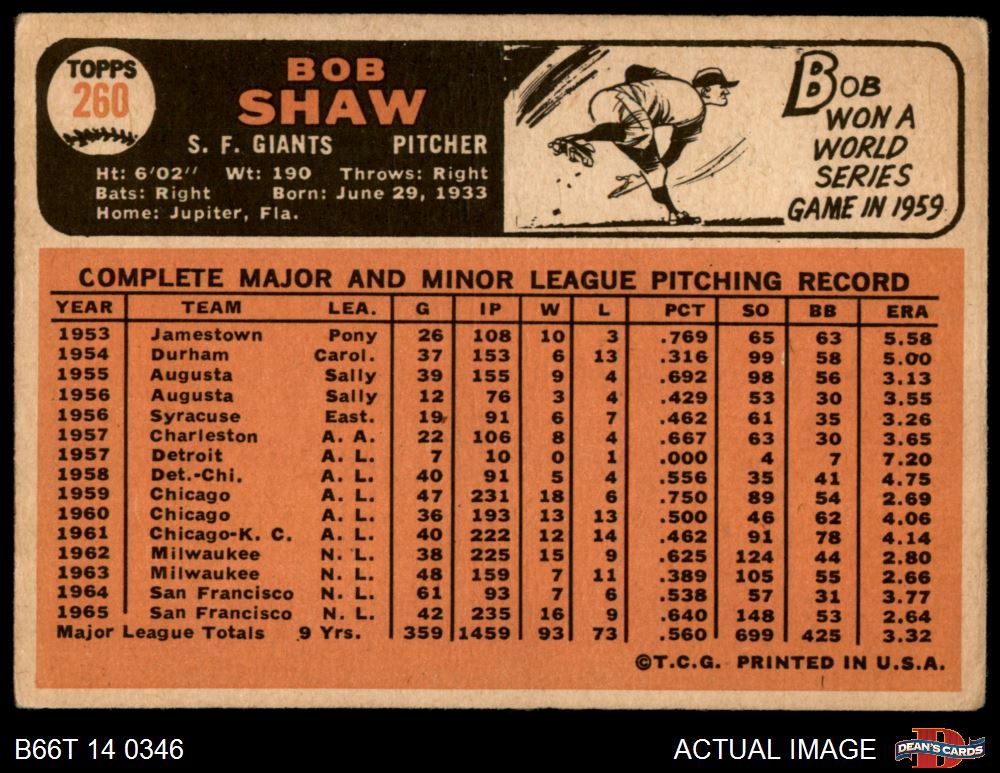 TOPPS
260
BOB
SHAW
S. F. GIANTS PITCHER
Ht: 6'02" Wt: 190 Throws: Right
Bats: Right Born: June 29, 1933
Home: Jupiter, Fla.
BOB
WON A
WORLD
SERIES
GAME IN 1959
COMPLETE MAJOR AND MINOR LEAGUE PITCHING RECORD
YEAR TEAM LEA. G IP W L PCT SO BB ERA
1953 Jamestown Pony 26 108 10 3 .769 65 63 5.58
1954 Durham Carol. 37 153 6 13 .316 99 58 5.00
1955 Augusta Sally 39 155 9 4 .692 98 56 3.13
1956 Augusta Sally 12 76 3 4 .429 53 30 3.55
1956 Syracuse East. 19 91 6 7 .462 61 35 3.26
1957 Charleston A. A. 22 106 8 4 .667 63 30 3.65
1957 Detroit A. L. 7 10 0 1 .000 4 7 7.20
1958 Det.-Chi. A. L. 40 91 5 4 .556 35 41 4.75
1959 Chicago A. L. 47 231 18 6 .750 89 54 2.69
1960 Chicago A. L. 36 193 13 13 .500 46 62 4.06
1961 Chicago-K. C. A. L. 40 222 12 14 .462 91 78 4.14
1962 Milwaukee N. L. 38 225 15 9 .625 124 44 2.80
1963 Milwaukee N. L. 48 159 7 11 .389 105 55 2.66
1964 San Francisco N. L. 61 93 7 6 .538 57 31 3.77
1965 San Francisco N. L. 42 235 16 9 .640 148 53 2.64
Major League Totals 9 Yrs. 359 1459 93 73 .560 699 425 3.32
©T.C.G. PRINTED IN U.S.A.
B66T 14 0346 ACTUAL IMAGE
D
DEAN'S CARDS